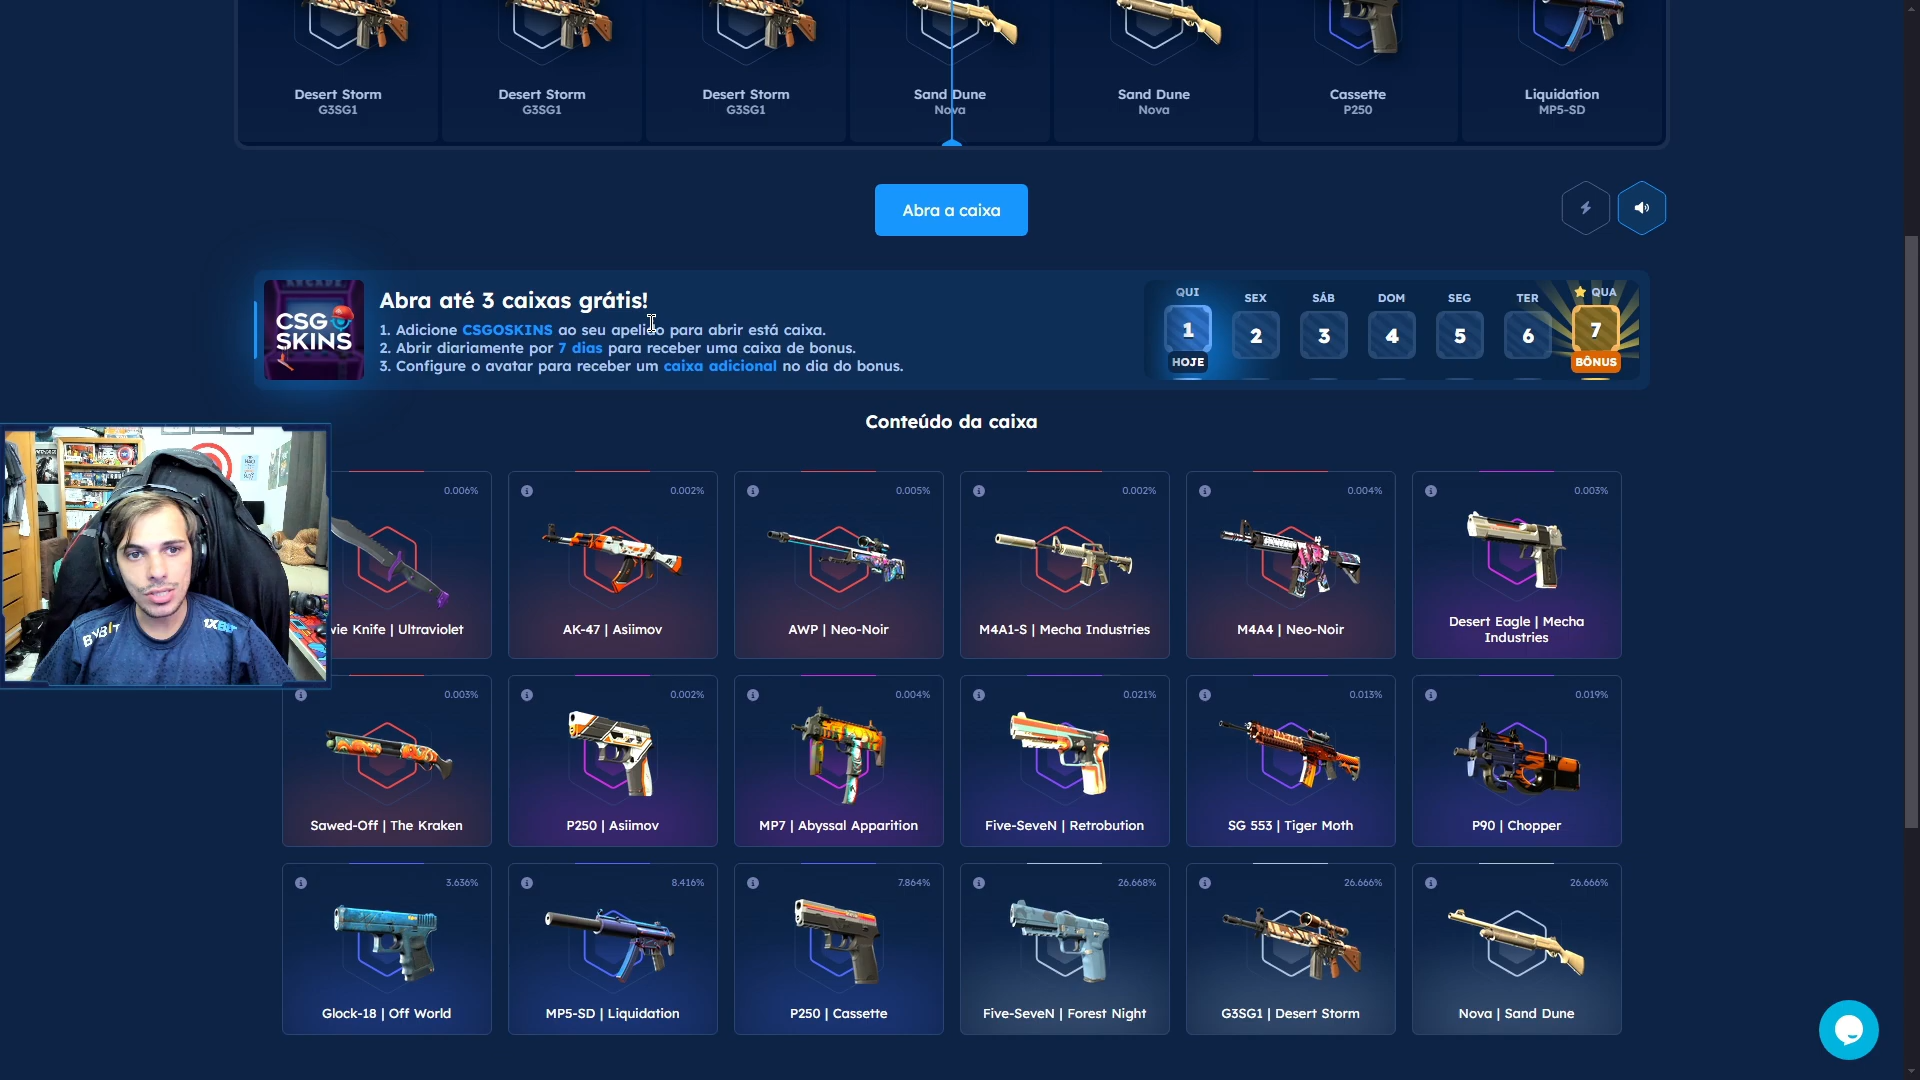 Desert Storm
G3SG1
Desert Storm
G3SG1
Desert Storm
G3SG1
Sand Dune
Nova
Sand Dune
Nova
Cassette
P250
Liquidation
MP5-SD
Abra a caixa
CSG
SKINS
Abra até 3 caixas grátis!
1. Adicione CSGOSKINS ao seu apelido para abrir está caixa.
2. Abrir diariamente por 7 dias para receber uma caixa de bonus.
3. Configure o avatar para receber um caixa adicional no dia do bonus.
QUI
1
HOJE
SEX
2
SÁB
3
DOM
4
SEG
5
TER
6
QUA
7
BÔNUS
Conteúdo da caixa
0.006%
vie Knife | Ultraviolet
0.002%
AK-47 | Asiimov
0.005%
AWP | Neo-Noir
0.002%
M4A1-S | Mecha Industries
0.004%
M4A4 | Neo-Noir
0.003%
Desert Eagle | Mecha
Industries
0.003%
Sawed-Off | The Kraken
0.002%
P250 | Asiimov
0.004%
MP7 | Abyssal Apparition
0.021%
Five-SeveN | Retrobution
0.013%
SG 553 | Tiger Moth
0.019%
P90 | Chopper
3.636%
Glock-18 | Off World
8.416%
MP5-SD | Liquidation
7.864%
P250 | Cassette
26.668%
Five-SeveN | Forest Night
26.666%
G3SG1 | Desert Storm
26.666%
Nova | Sand Dune
BYBIT
1XBIT